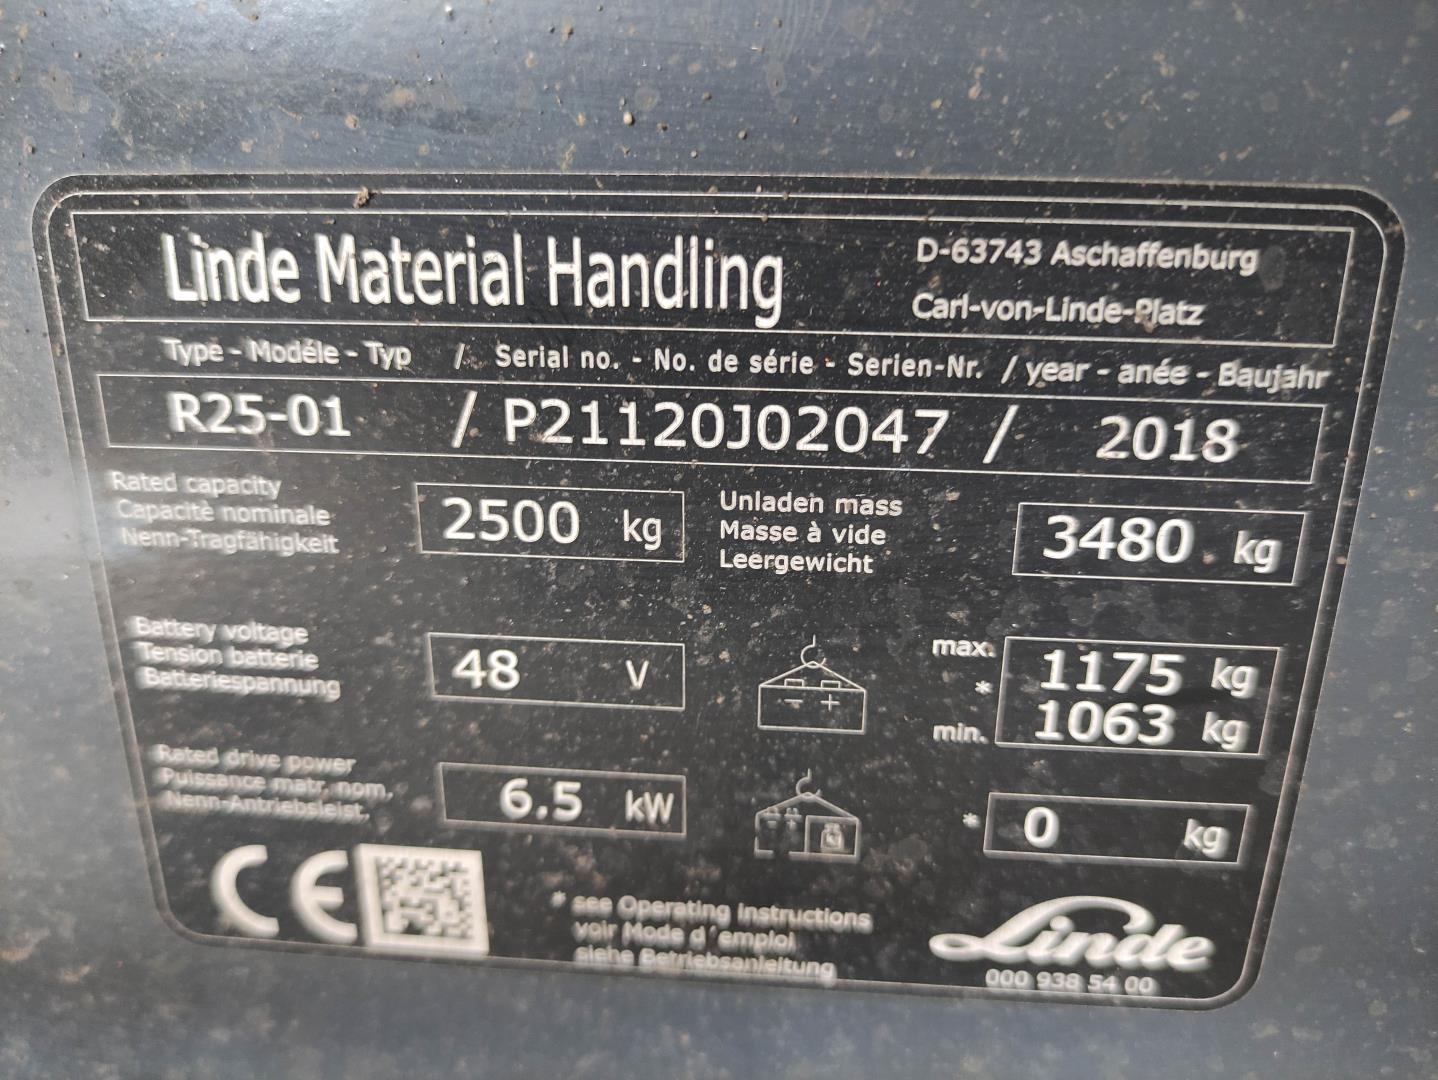 Linde Material Handling
D-63743 Aschaffenburg
Carl-von-Linde-Platz
Type - Modéle - Typ / Serial no. - No. de série - Serien-Nr. / year - anée - Baujahr
R25-01 / P21120J02047 / 2018
Rated capacity
Capacité nominale
Nenn-Tragfähigkeit
2500 kg
Unladen mass
Masse à vide
Leergewicht
3480 kg
Battery voltage
Tension batterie
Batteriespannung
48 V
- +
max. 1175 kg
*
min. 1063 kg
Rated drive power
Puissance matr. nom.
Nenn-Antriebsleist.
6.5 kW
* 0 kg
CE
* see Operating Instructions
voir Mode d'emploi
siehe Betriebsanleitung
Linde
000 938 54 00